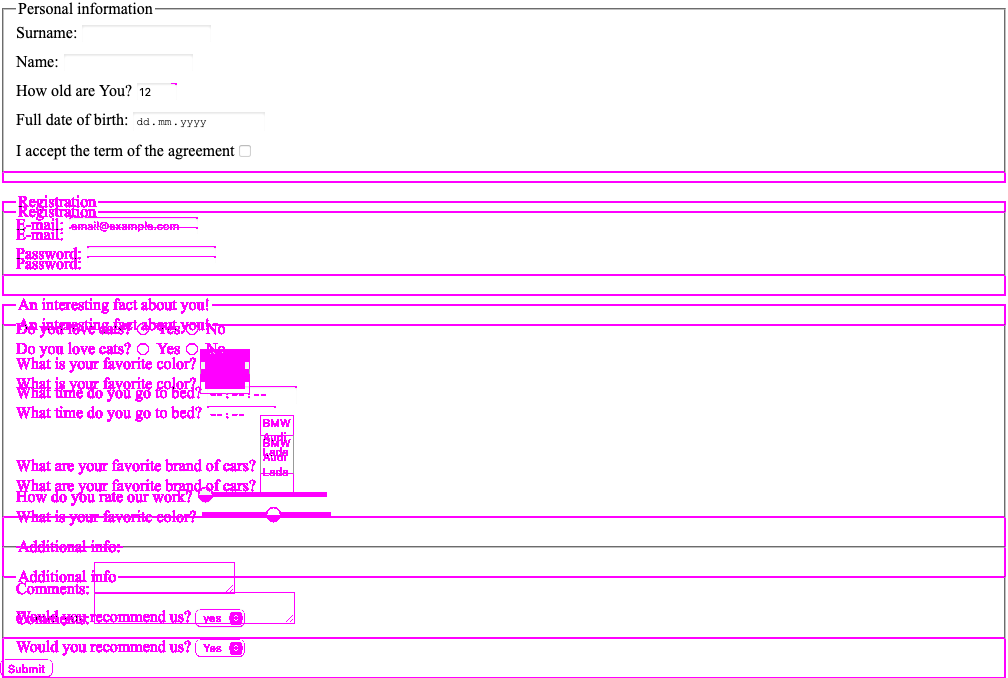 Personal information
Surname:
Name:
How old are You? 12
Full date of birth: dd.mm.yyyy
I accept the term of the agreement
Registration
Registration
E-mail: email@example.com
E-mail:
Password:
Password:
An interesting fact about you!
An interesting fact about you!
Do you love cats? Yes No
Do you love cats? Yes No
What is your favorite color?
What is your favorite color?
What time do you go to bed? --:--
What time do you go to bed? --:--
BMW
Audi
BMW
Lada
Audi
What are your favorite brand of cars?
Lada
What are your favorite brand of cars?
How do you rate our work?
What is your favorite color?
Additional info:
Additional info
Comments:
Would you recommend us? yes
Comments:
Would you recommend us? Yes
Submit